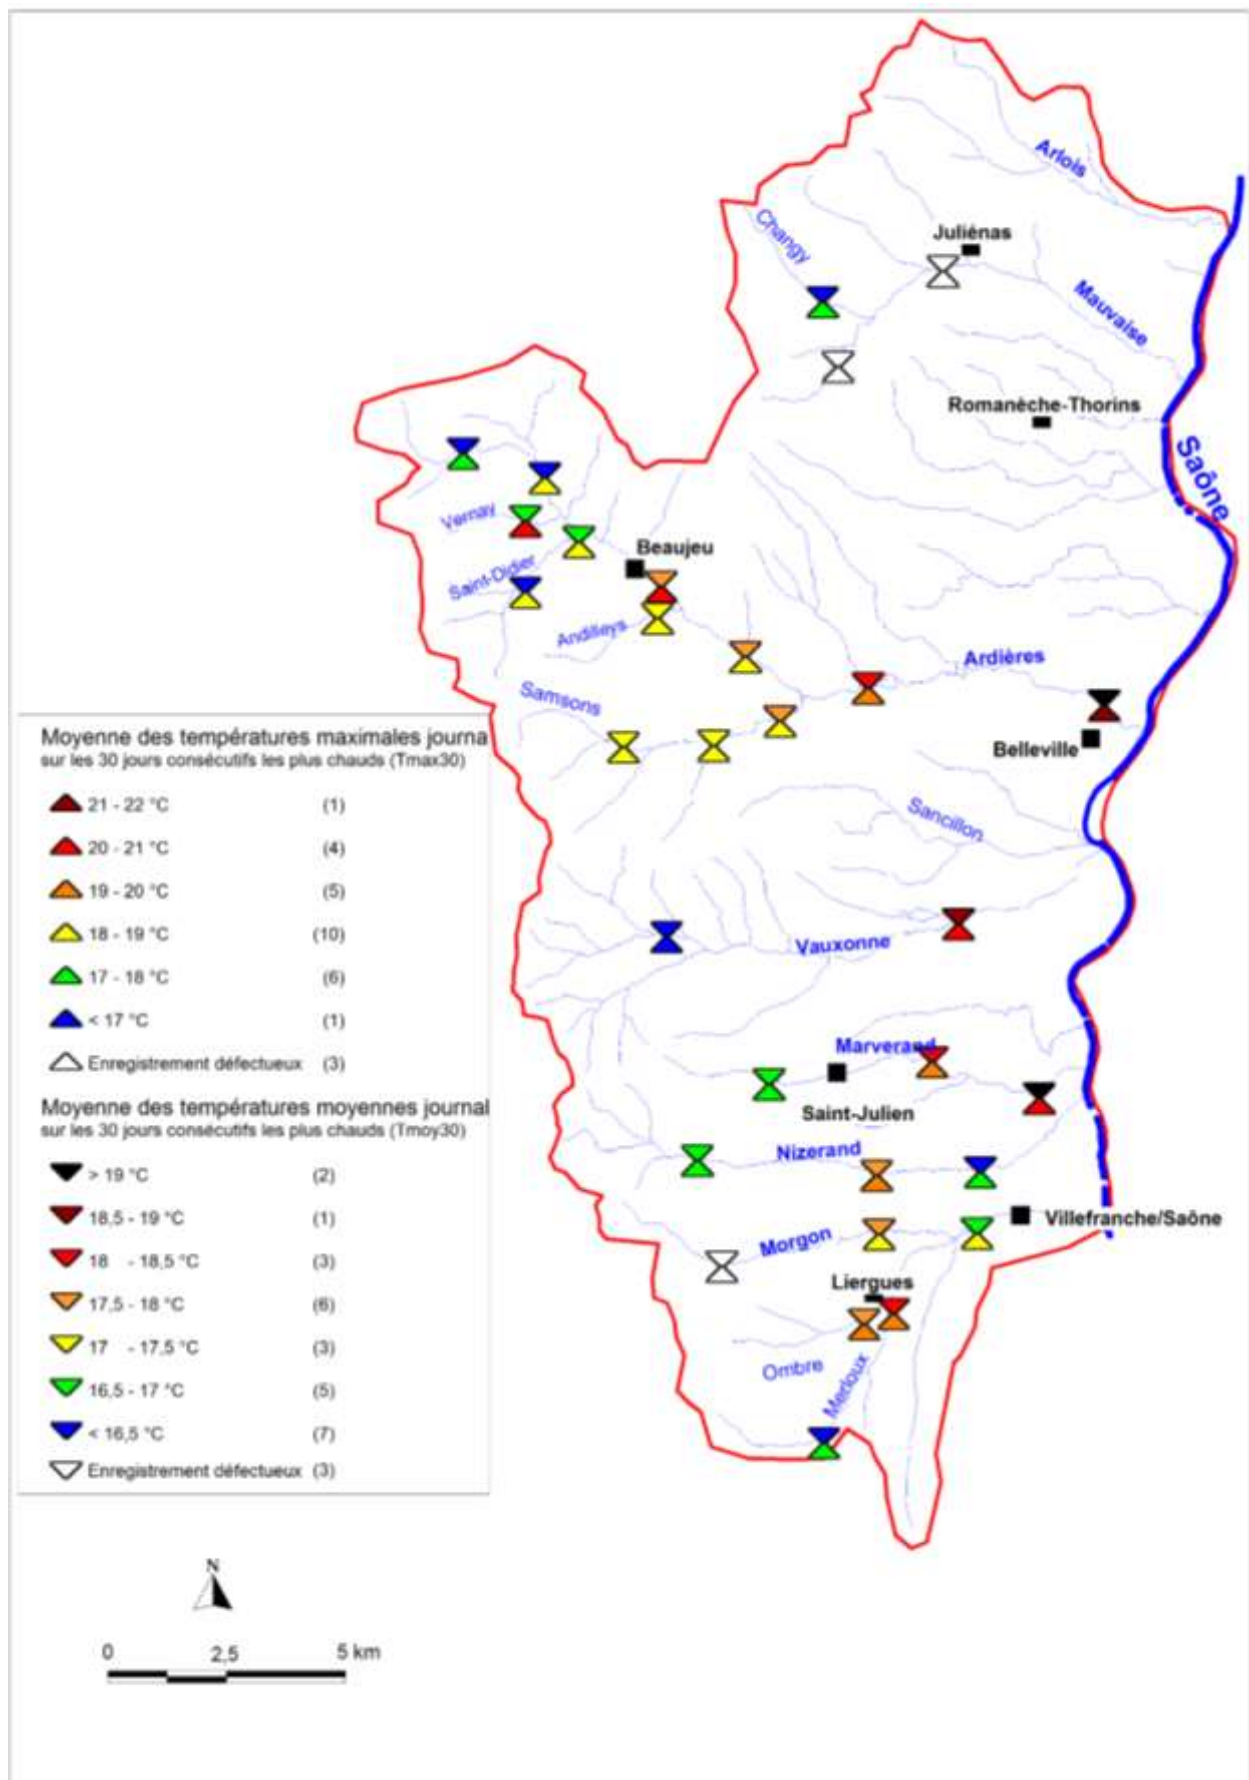 Arlois
Changy
Juliénas
Mauvaise
Romanèche-Thorins
Saône
Vernay
Beaujeu
Saint-Didier
Andilleys
Ardières
Samsons
Belleville
Sancillon
Vauxonne
Marverand
Saint-Julien
Nizerand
Villefranche/Saône
Morgon
Liergues
Ombre
Merloux
Moyenne des températures maximales journa
sur les 30 jours consécutifs les plus chauds (Tmax30)
21 - 22 °C (1)
20 - 21 °C (4)
19 - 20 °C (5)
18 - 19 °C (10)
17 - 18 °C (6)
< 17 °C (1)
Enregistrement défectueux (3)
Moyenne des températures moyennes journal
sur les 30 jours consécutifs les plus chauds (Tmoy30)
> 19 °C (2)
18,5 - 19 °C (1)
18 - 18,5 °C (3)
17,5 - 18 °C (6)
17 - 17,5 °C (3)
16,5 - 17 °C (5)
< 16,5 °C (7)
Enregistrement défectueux (3)
N
0 2,5 5 km